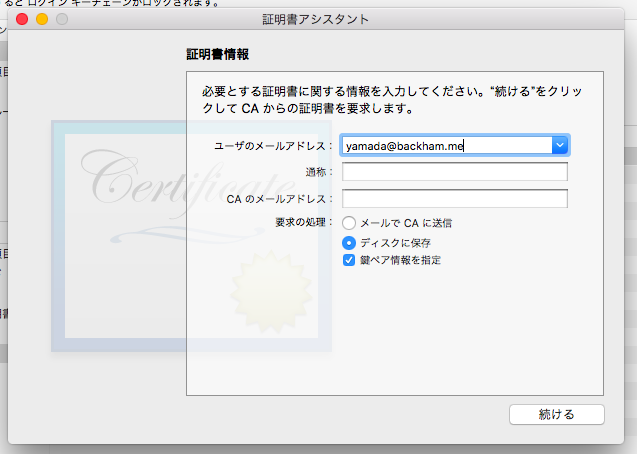 ると ログイン キーチェーンがロックされます。
証明書アシスタント
証明書情報
必要とする証明書に関する情報を入力してください。“続ける”をクリッ
クして CA からの証明書を要求します。
Certificate
ユーザのメールアドレス：
yamada@backham.me
通称：
CA のメールアドレス：
要求の処理：
メールで CA に送信
ディスクに保存
鍵ペア情報を指定
続ける